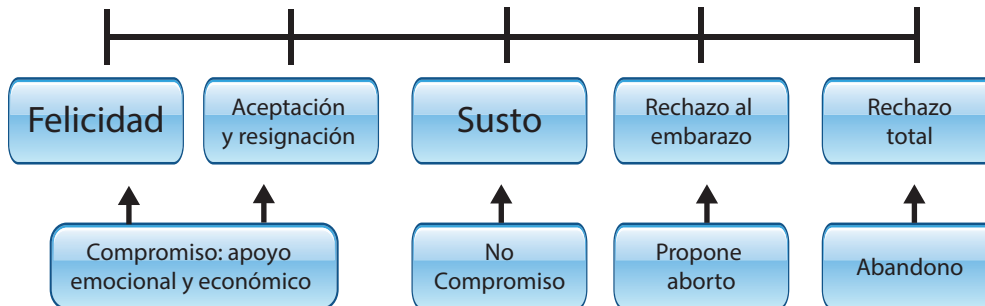 Felicidad
Aceptación
y resignación
Susto
Rechazo al
embarazo
Rechazo
total
Compromiso: apoyo
emocional y económico
No
Compromiso
Propone
aborto
Abandono